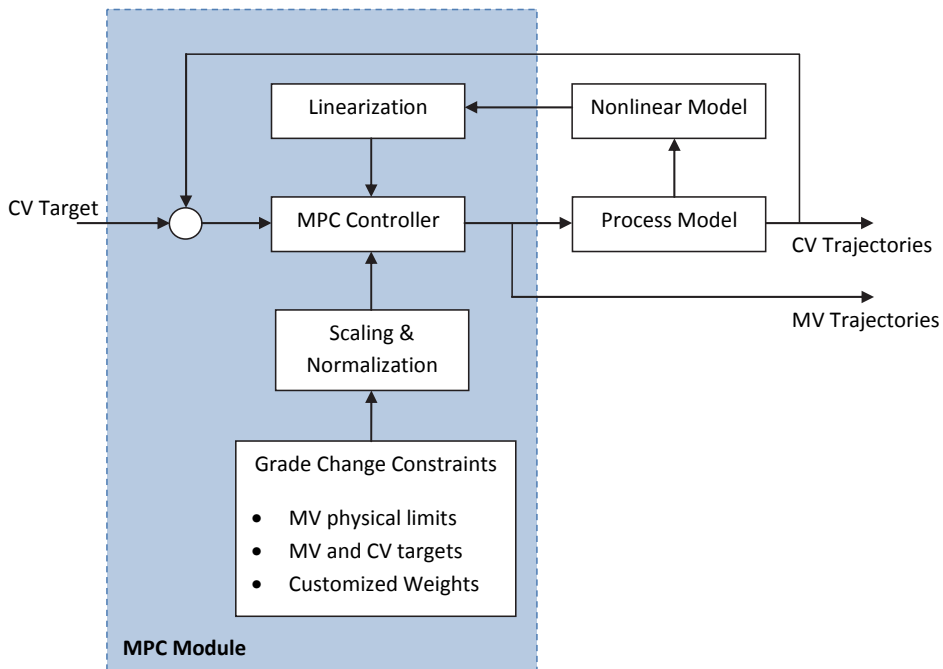 Linearization
Nonlinear Model
CV Target
MPC Controller
Process Model
CV Trajectories
MV Trajectories
Scaling &
Normalization
Grade Change Constraints
• MV physical limits
• MV and CV targets
• Customized Weights
MPC Module